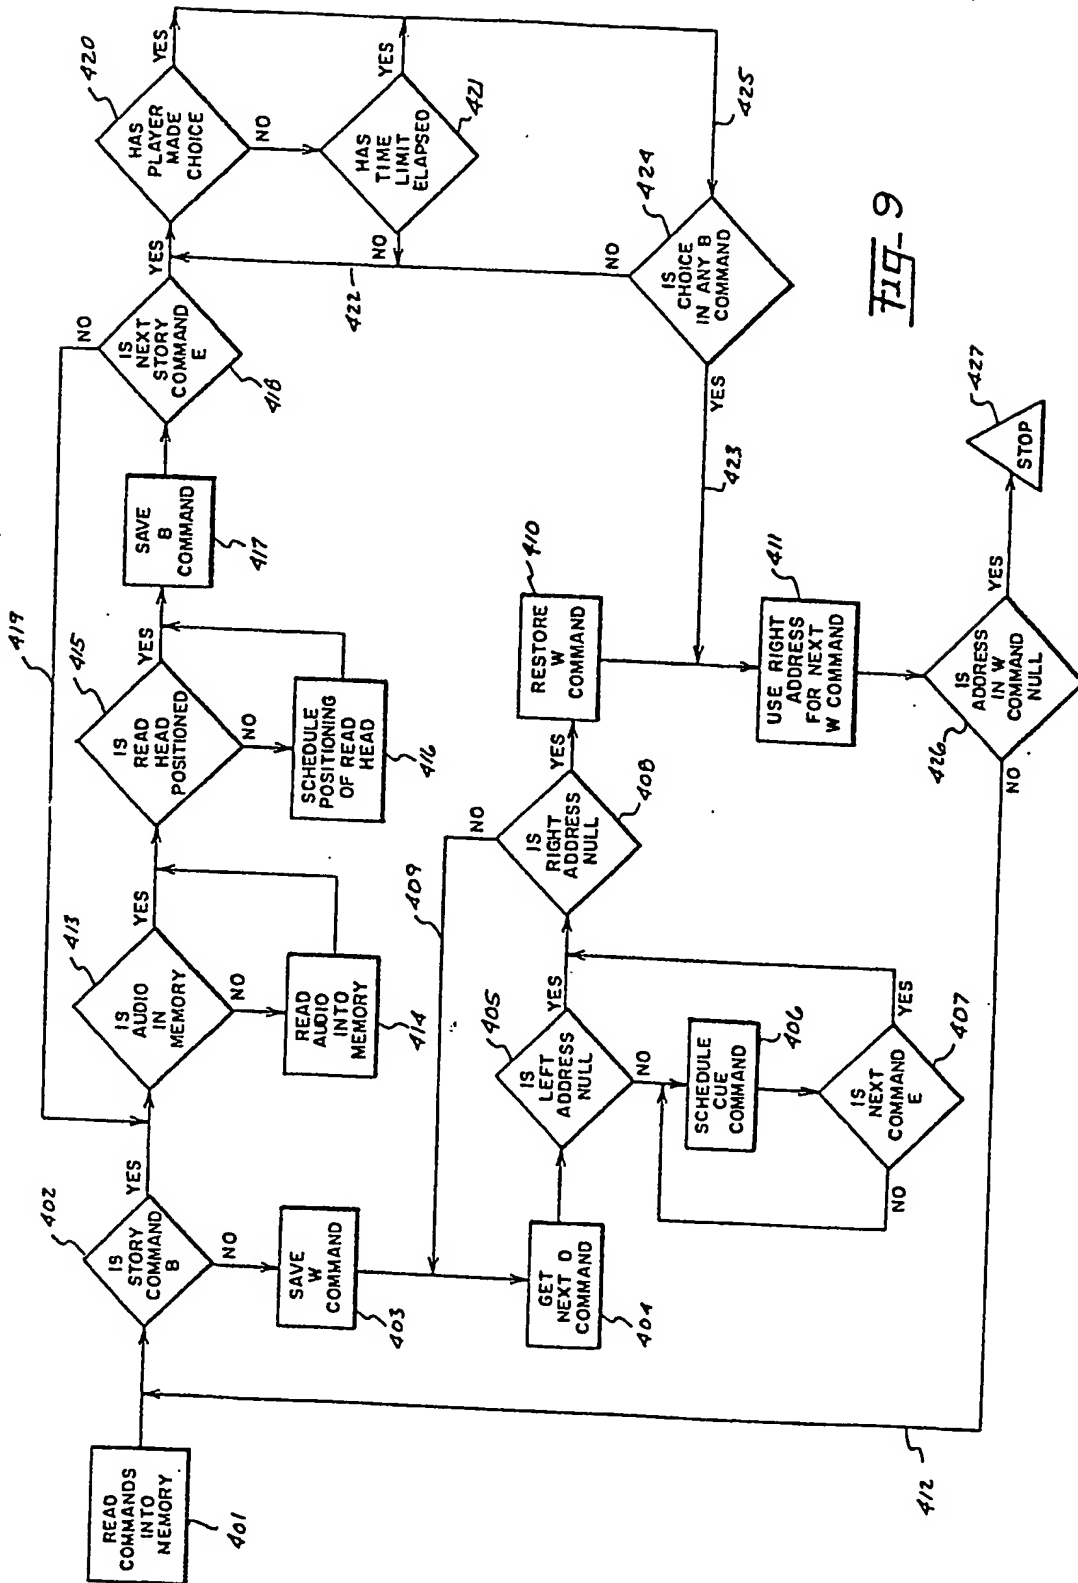 READ
COMMANDS
INTO
MEMORY
401
IS
STORY
COMMAND
B
402
YES
NO
SAVE
W
COMMAND
403
IS
AUDIO
IN
MEMORY
413
YES
NO
READ
AUDIO
INTO
MEMORY
414
IS
READ
HEAD
POSITIONED
415
YES
NO
SCHEDULE
POSITIONING
OF READ
HEAD
416
SAVE
B
COMMAND
417
IS
NEXT
STORY
COMMAND
E
418
YES
NO
419
HAS
PLAYER
MADE
CHOICE
420
YES
NO
HAS
TIME
LIMIT
ELAPSED
421
YES
NO
422
IS
CHOICE
IN ANY B
COMMAND
424
425
NO
YES
423
GET
NEXT D
COMMAND
404
IS
LEFT
ADDRESS
NULL
405
YES
NO
SCHEDULE
CUE
COMMAND
406
IS
NEXT
COMMAND
E
407
YES
NO
IS
RIGHT
ADDRESS
NULL
408
NO
409
YES
RESTORE
W
COMMAND
410
USE RIGHT
ADDRESS
FOR NEXT
W COMMAND
411
IS
ADDRESS
IN W
COMMAND
NULL
426
YES
NO
412
STOP
427
FIG-9